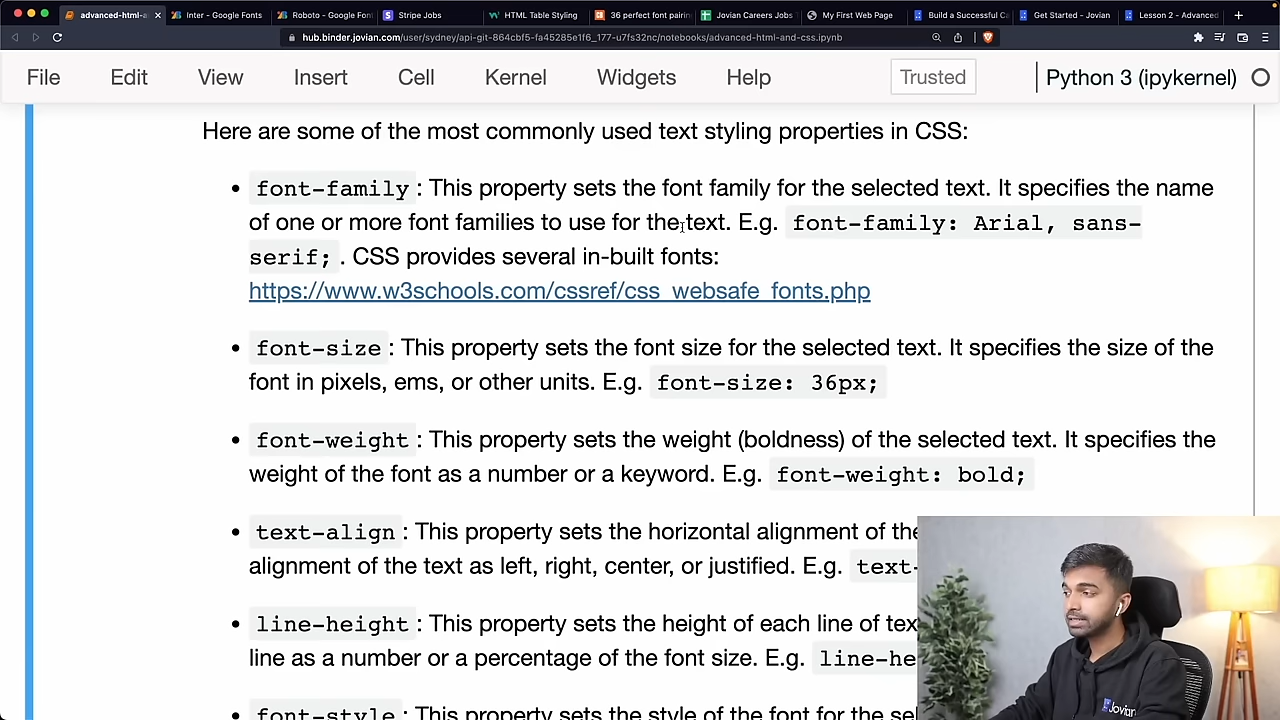 advanced-html-and-
Inter - Google Fonts
Roboto - Google Fon
Stripe Jobs
HTML Table Styling
36 perfect font pairin
Jovian Careers Jobs
My First Web Page
Build a Successful Ca
Get Started - Jovian
Lesson 2 - Advanced
hub.binder.jovian.com/user/sydney/api-git-864cbf5-fa45285e1f6_177-u7fs32nc/notebooks/advanced-html-and-css.ipynb
File Edit View Insert Cell Kernel Widgets Help Trusted Python 3 (ipykernel)
Here are some of the most commonly used text styling properties in CSS:
• font-family : This property sets the font family for the selected text. It specifies the name
of one or more font families to use for the text. E.g. font-family: Arial, sans-
serif; . CSS provides several in-built fonts:
https://www.w3schools.com/cssref/css_websafe_fonts.php
• font-size : This property sets the font size for the selected text. It specifies the size of the
font in pixels, ems, or other units. E.g. font-size: 36px;
• font-weight : This property sets the weight (boldness) of the selected text. It specifies the
weight of the font as a number or a keyword. E.g. font-weight: bold;
• text-align : This property sets the horizontal alignment of the
alignment of the text as left, right, center, or justified. E.g. text-
• line-height : This property sets the height of each line of tex
line as a number or a percentage of the font size. E.g. line-he
• font-style : This property sets the style of the font for the sel
Jovian